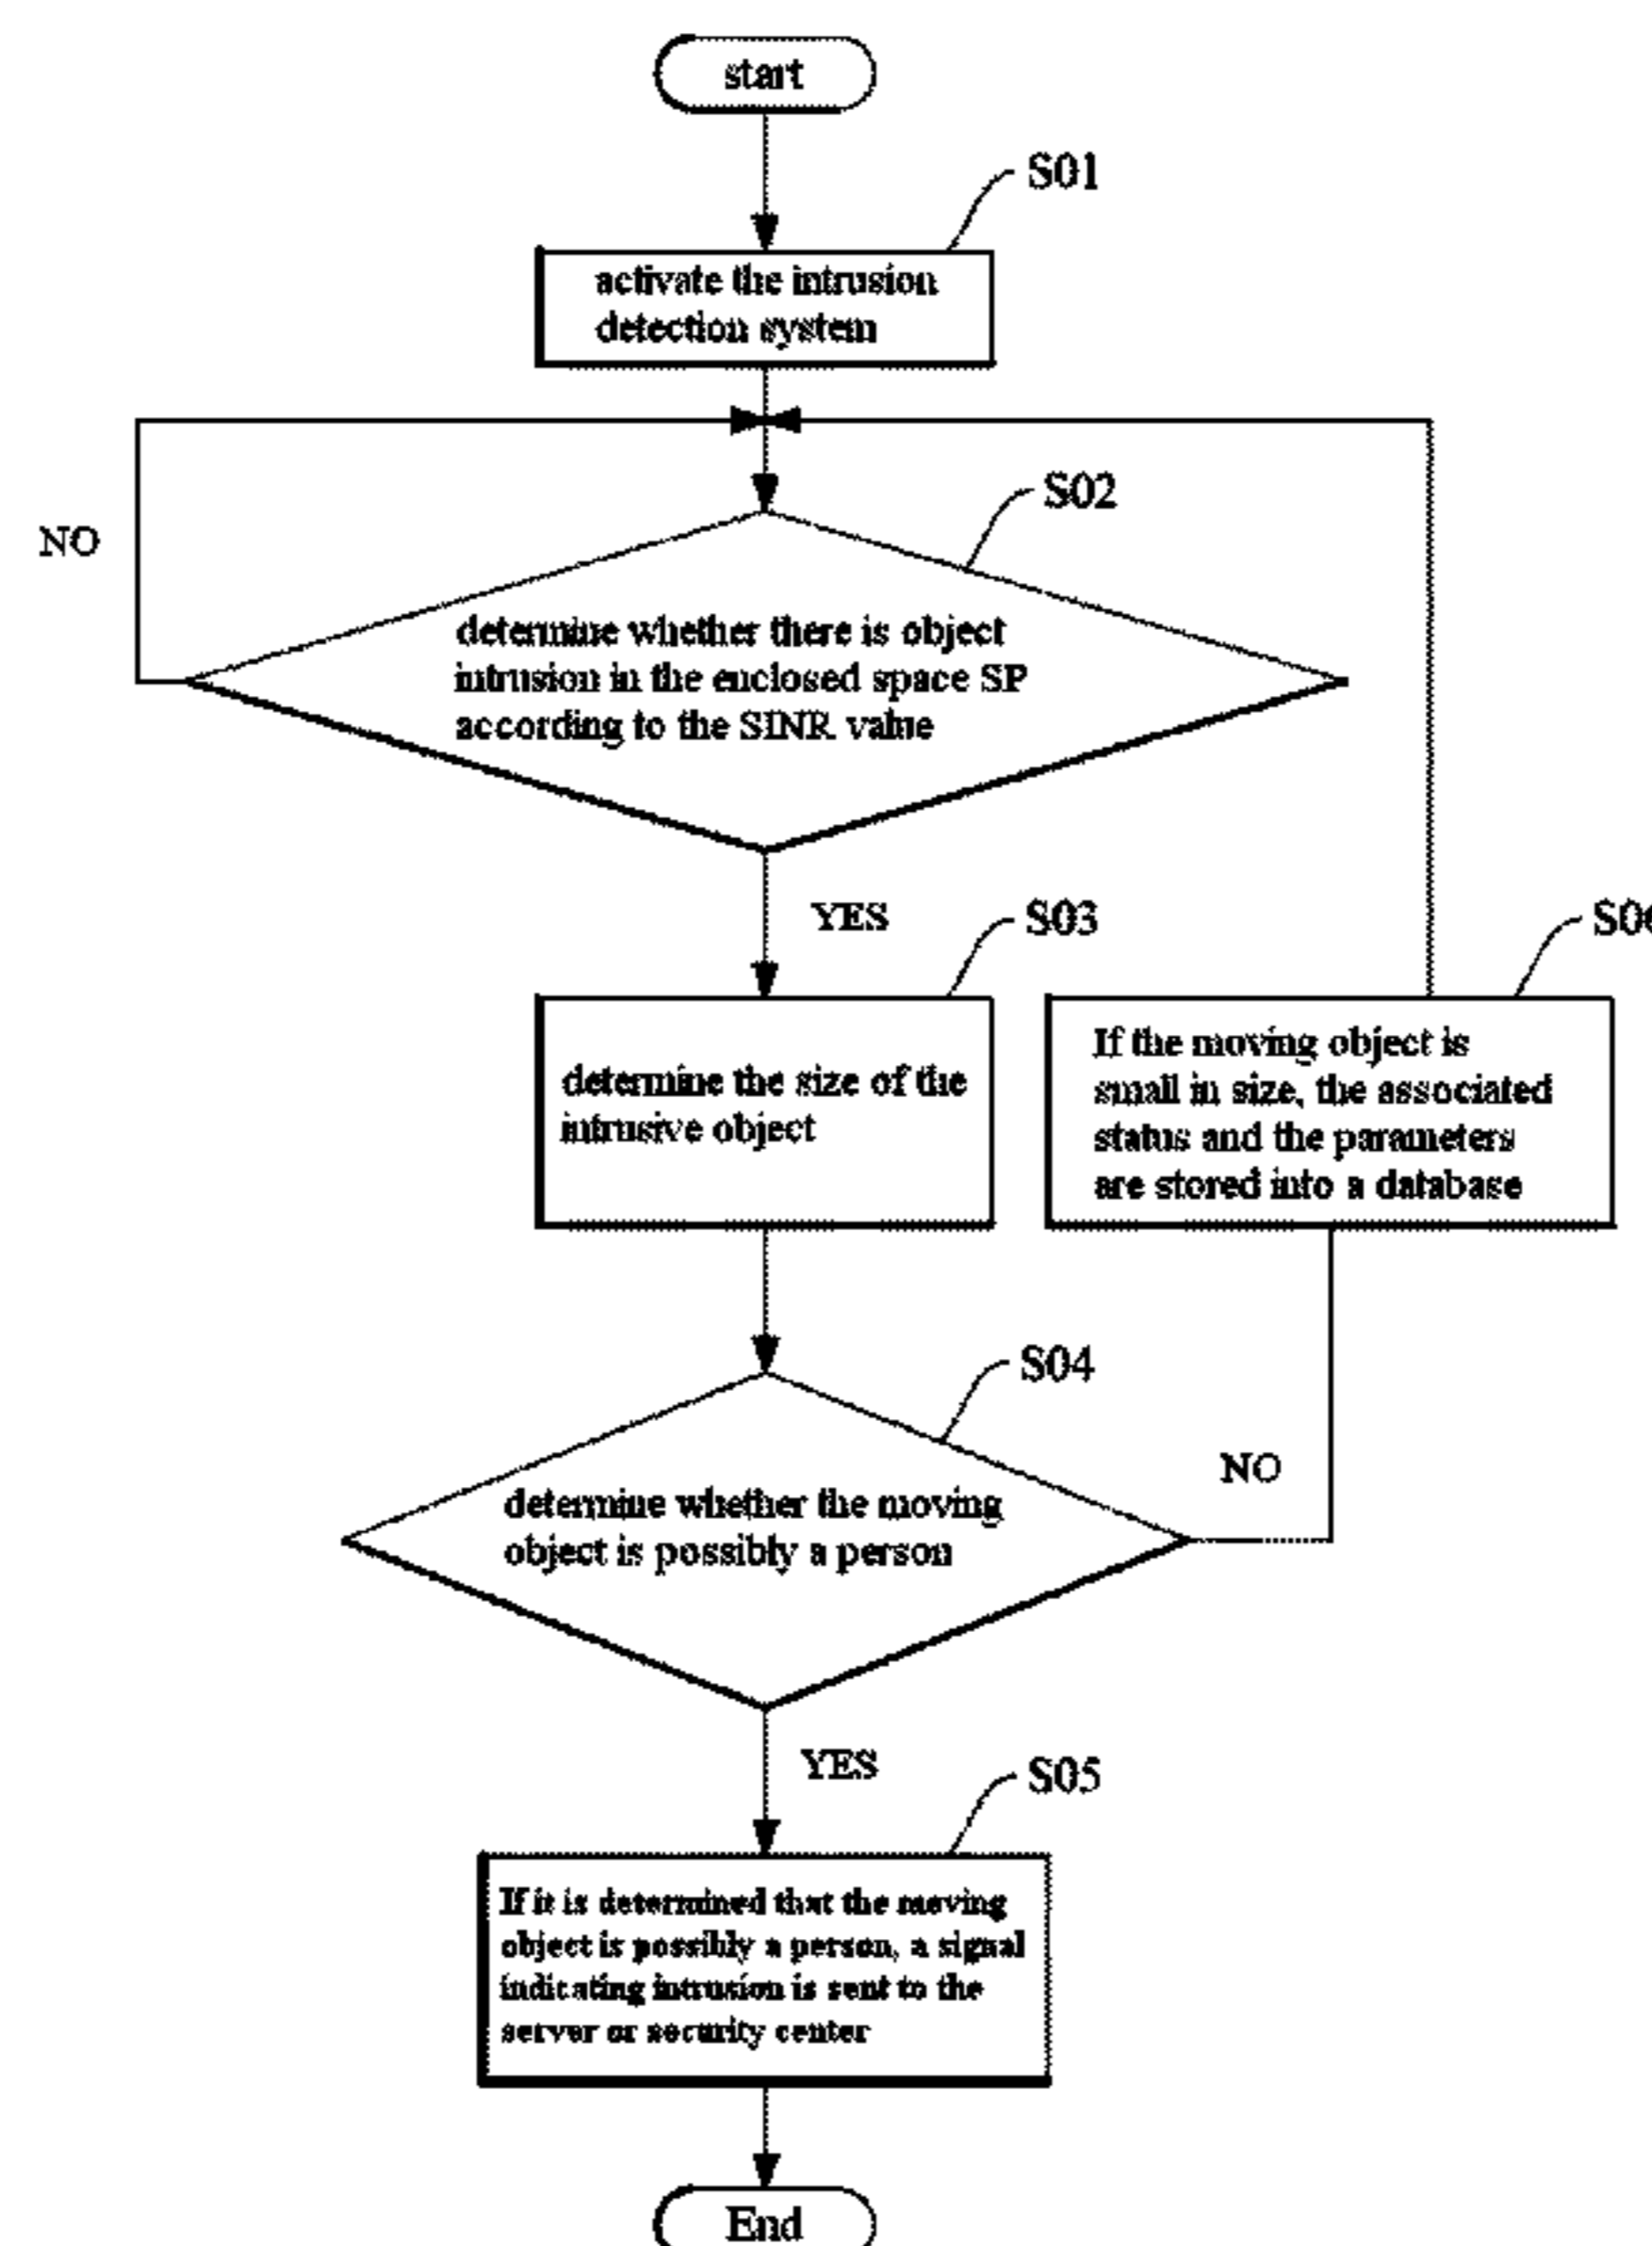 start
S01
activate the intrusion
detection system
S02
NO
determine whether there is object
intrusion in the enclosed space SP
according to the SINR value
YES
S03
determine the size of the
intrusive object
If the moving object is
small in size, the associated
status and the parameters
are stored into a database
S04
NO
determine whether the moving
object is possibly a person
YES
S05
If it is determined that the moving
object is possibly a person, a signal
indicating intrusion is sent to the
server or security center
End